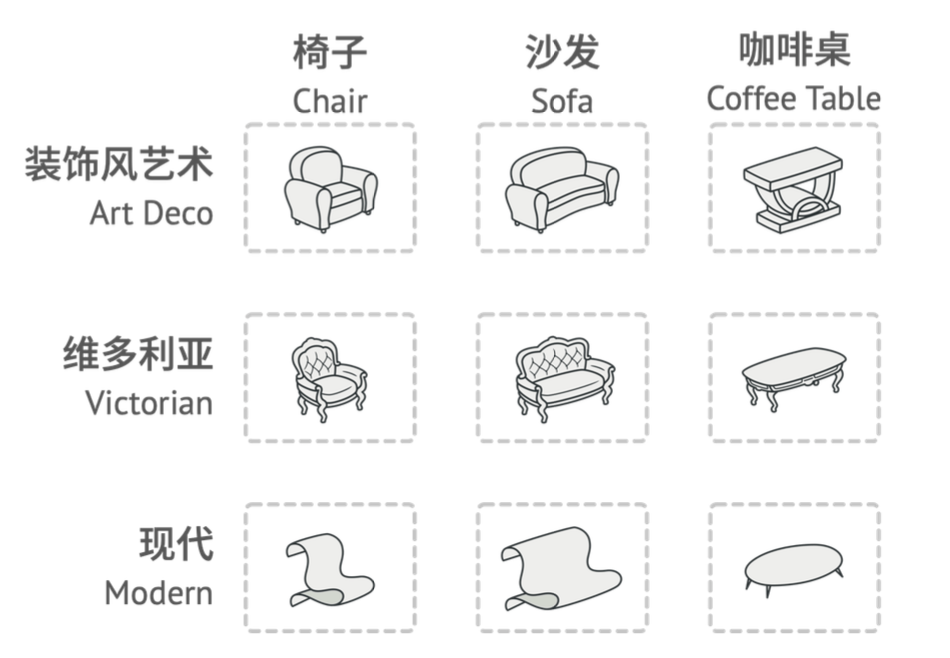 椅子
Chair
沙发
Sofa
咖啡桌
Coffee Table
装饰风艺术
Art Deco
维多利亚
Victorian
现代
Modern